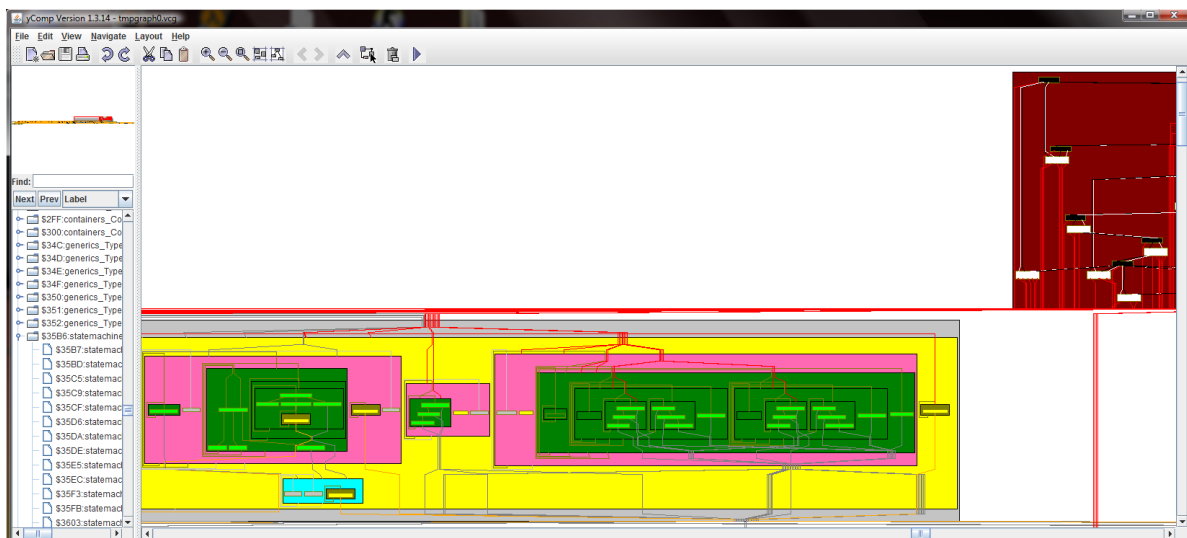 yComp Version 1.3.14 - tmpgraph0.vcg
File Edit View Navigate Layout Help
Find:
Next Prev Label
$2FF:containers_Co
$300:containers_Co
$34C:generics_Type
$34D:generics_Type
$34E:generics_Type
$34F:generics_Type
$350:generics_Type
$351:generics_Type
$352:generics_Type
$35B6:statemachine
$35B7:statemac
$35BD:statemac
$35C5:statemac
$35C9:statemac
$35CF:statemac
$35D6:statemac
$35DA:statemac
$35DE:statemac
$35E5:statemac
$35EC:statemac
$35F3:statemac
$35FB:statemac
$3603:statemac